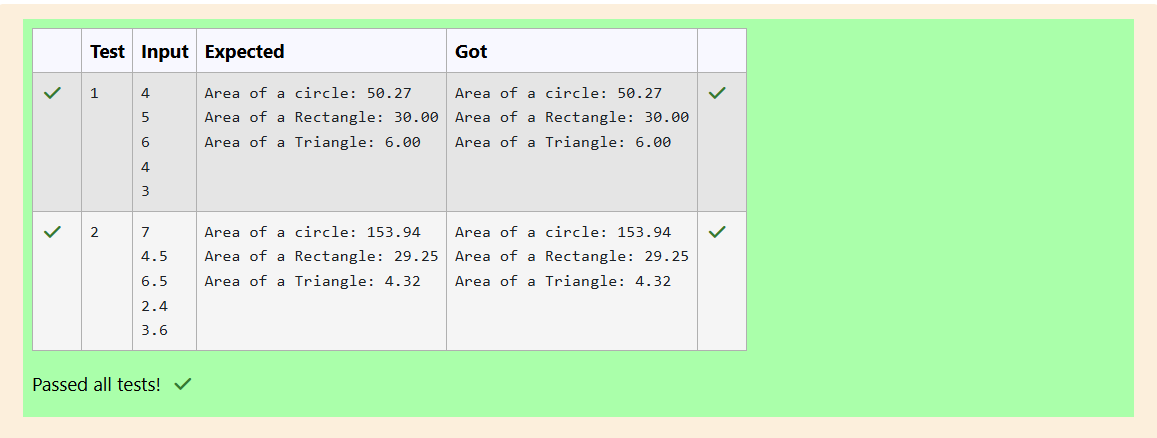 Test Input Expected Got
1 4 Area of a circle: 50.27 Area of a circle: 50.27
5 Area of a Rectangle: 30.00 Area of a Rectangle: 30.00
6 Area of a Triangle: 6.00 Area of a Triangle: 6.00
4
3
2 7 Area of a circle: 153.94 Area of a circle: 153.94
4.5 Area of a Rectangle: 29.25 Area of a Rectangle: 29.25
6.5 Area of a Triangle: 4.32 Area of a Triangle: 4.32
2.4
3.6
Passed all tests!